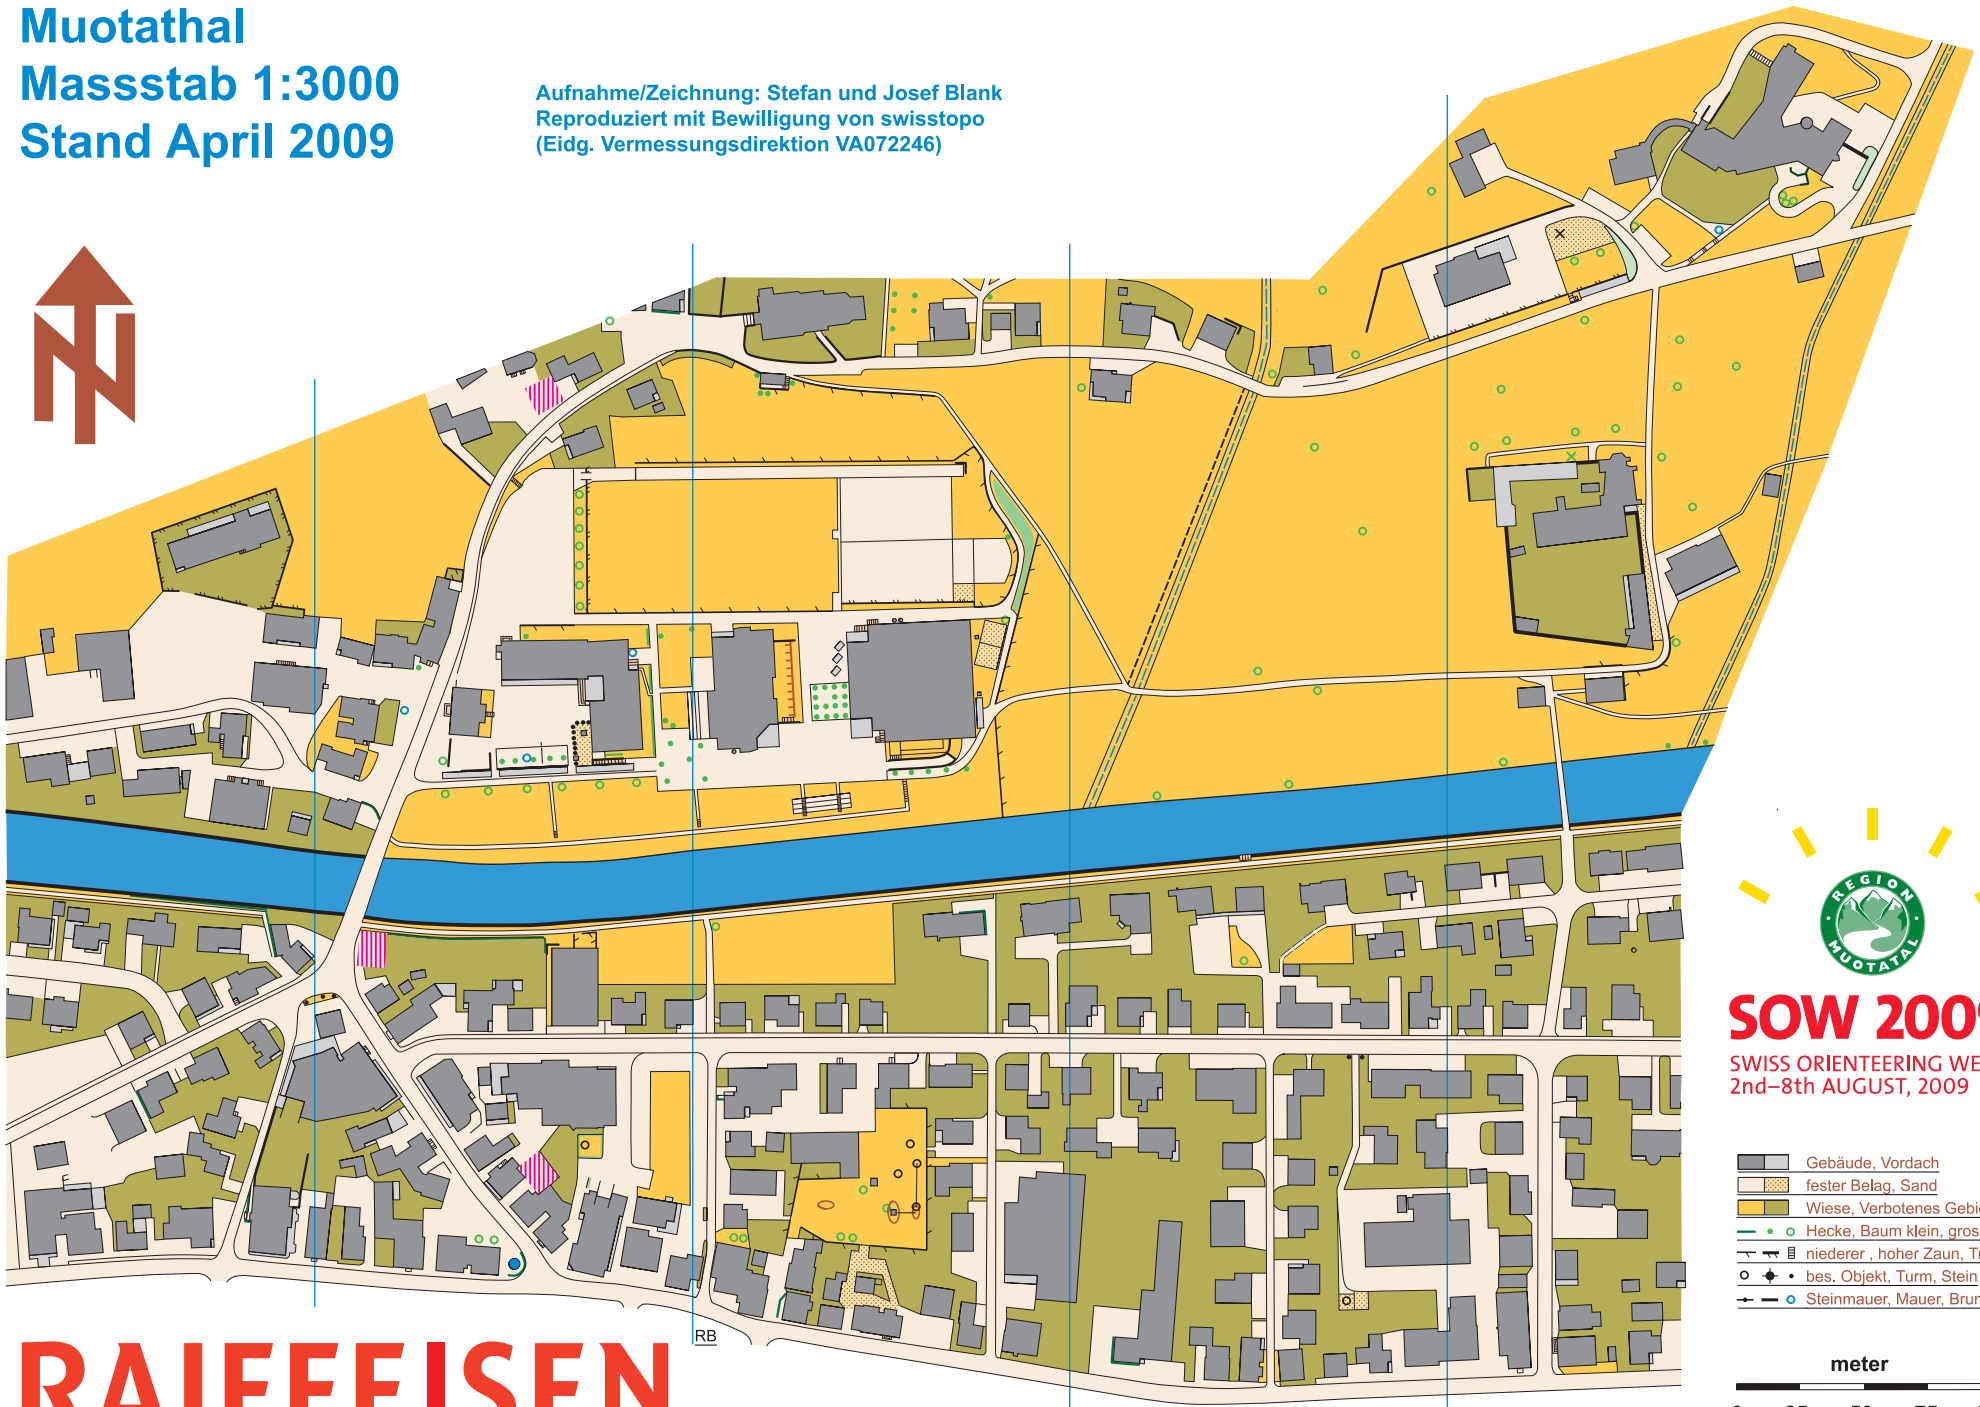 Muotathal
Massstab 1:3000
Stand April 2009
Aufnahme/Zeichnung: Stefan und Josef Blank
Reproduziert mit Bewilligung von swisstopo
(Eidg. Vermessungsdirektion VA072246)
N
REGION
MUOTATAL
SOW 2009
SWISS ORIENTEERING WE
2nd–8th AUGUST, 2009
Gebäude, Vordach
fester Belag, Sand
Wiese, Verbotenes Gebi
Hecke, Baum klein, gros
niederer , hoher Zaun, Tr
bes. Objekt, Turm, Stein
Steinmauer, Mauer, Brun
meter
RB
RAIFFEISEN